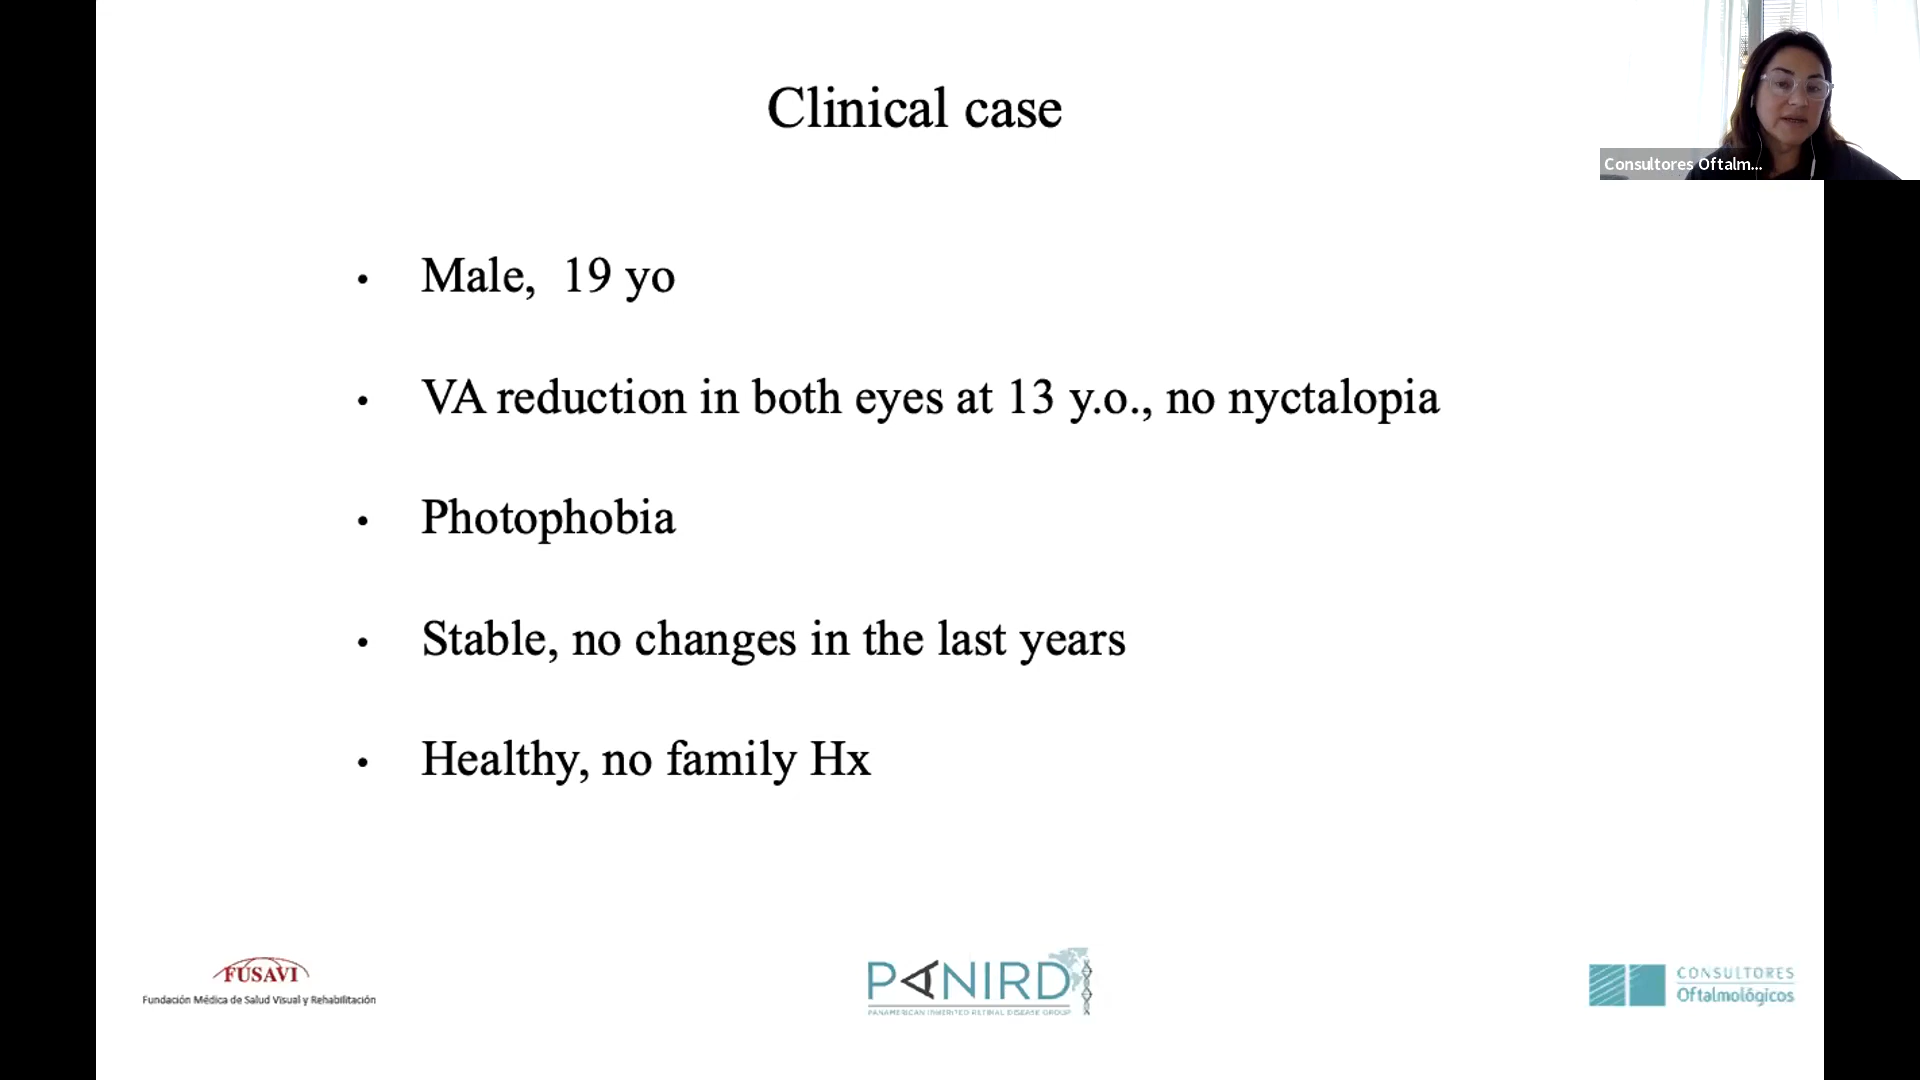 Clinical case
Consultores Oftalm...
• Male, 19 yo
• VA reduction in both eyes at 13 y.o., no nyctalopia
• Photophobia
• Stable, no changes in the last years
• Healthy, no family Hx
FUSAVI
Fundación Médica de Salud Visual y Rehabilitación
PANIRD
PANAMERICAN INHERITED RETINAL DISEASE GROUP
CONSULTORES
Oftalmológicos